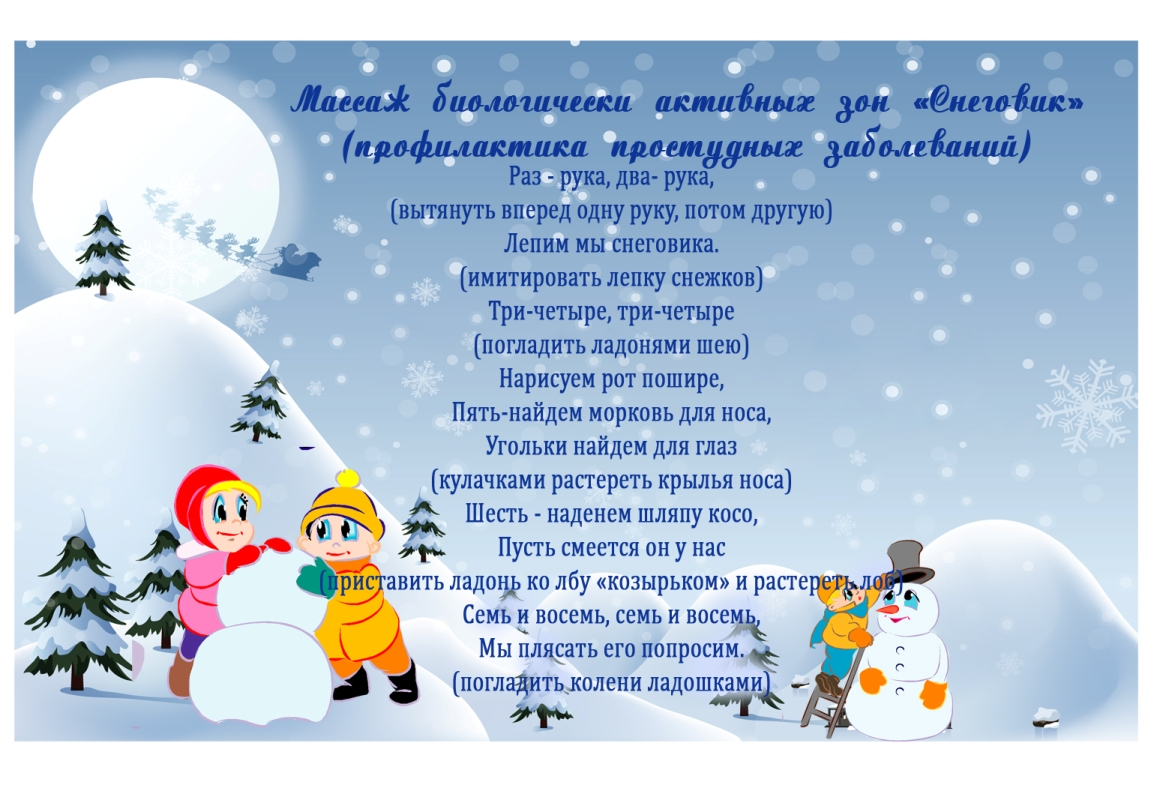 Массаж биологически активных зон «Снеговик»
(профилактика простудных заболеваний)
Раз - рука, два- рука,
(вытянуть вперед одну руку, потом другую)
Лепим мы снеговика.
(имитировать лепку снежков)
Три-четыре, три-четыре
(погладить ладонями шею)
Нарисуем рот пошире,
Пять-найдем морковь для носа,
Угольки найдем для глаз
(кулачками растереть крылья носа)
Шесть - наденем шляпу косо,
Пусть смеется он у нас
(приставить ладонь ко лбу «козырьком» и растереть лоб)
Семь и восемь, семь и восемь,
Мы плясать его попросим.
(погладить колени ладошками)